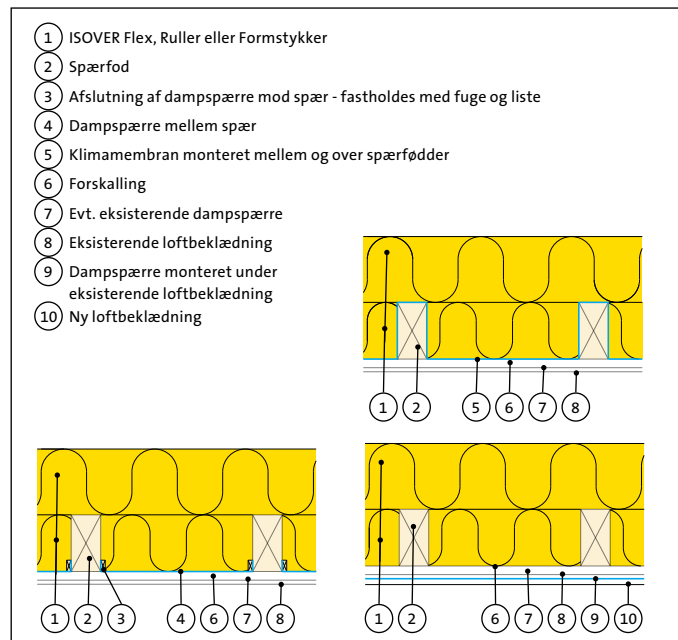 1 ISOVER Flex, Ruller eller Formstykker
2 Spærfod
3 Afslutning af dampspærre mod spær - fastholdes med fuge og liste
4 Dampspærre mellem spær
5 Klimamembran monteret mellem og over spærfødder
6 Forskalling
7 Evt. eksisterende dampspærre
8 Eksisterende loftbeklædning
9 Dampspærre monteret under
eksisterende loftbeklædning
10 Ny loftbeklædning
1 2 5 6 7 8
1 2 3 4 6 7 8
1 2 6 7 8 9 10